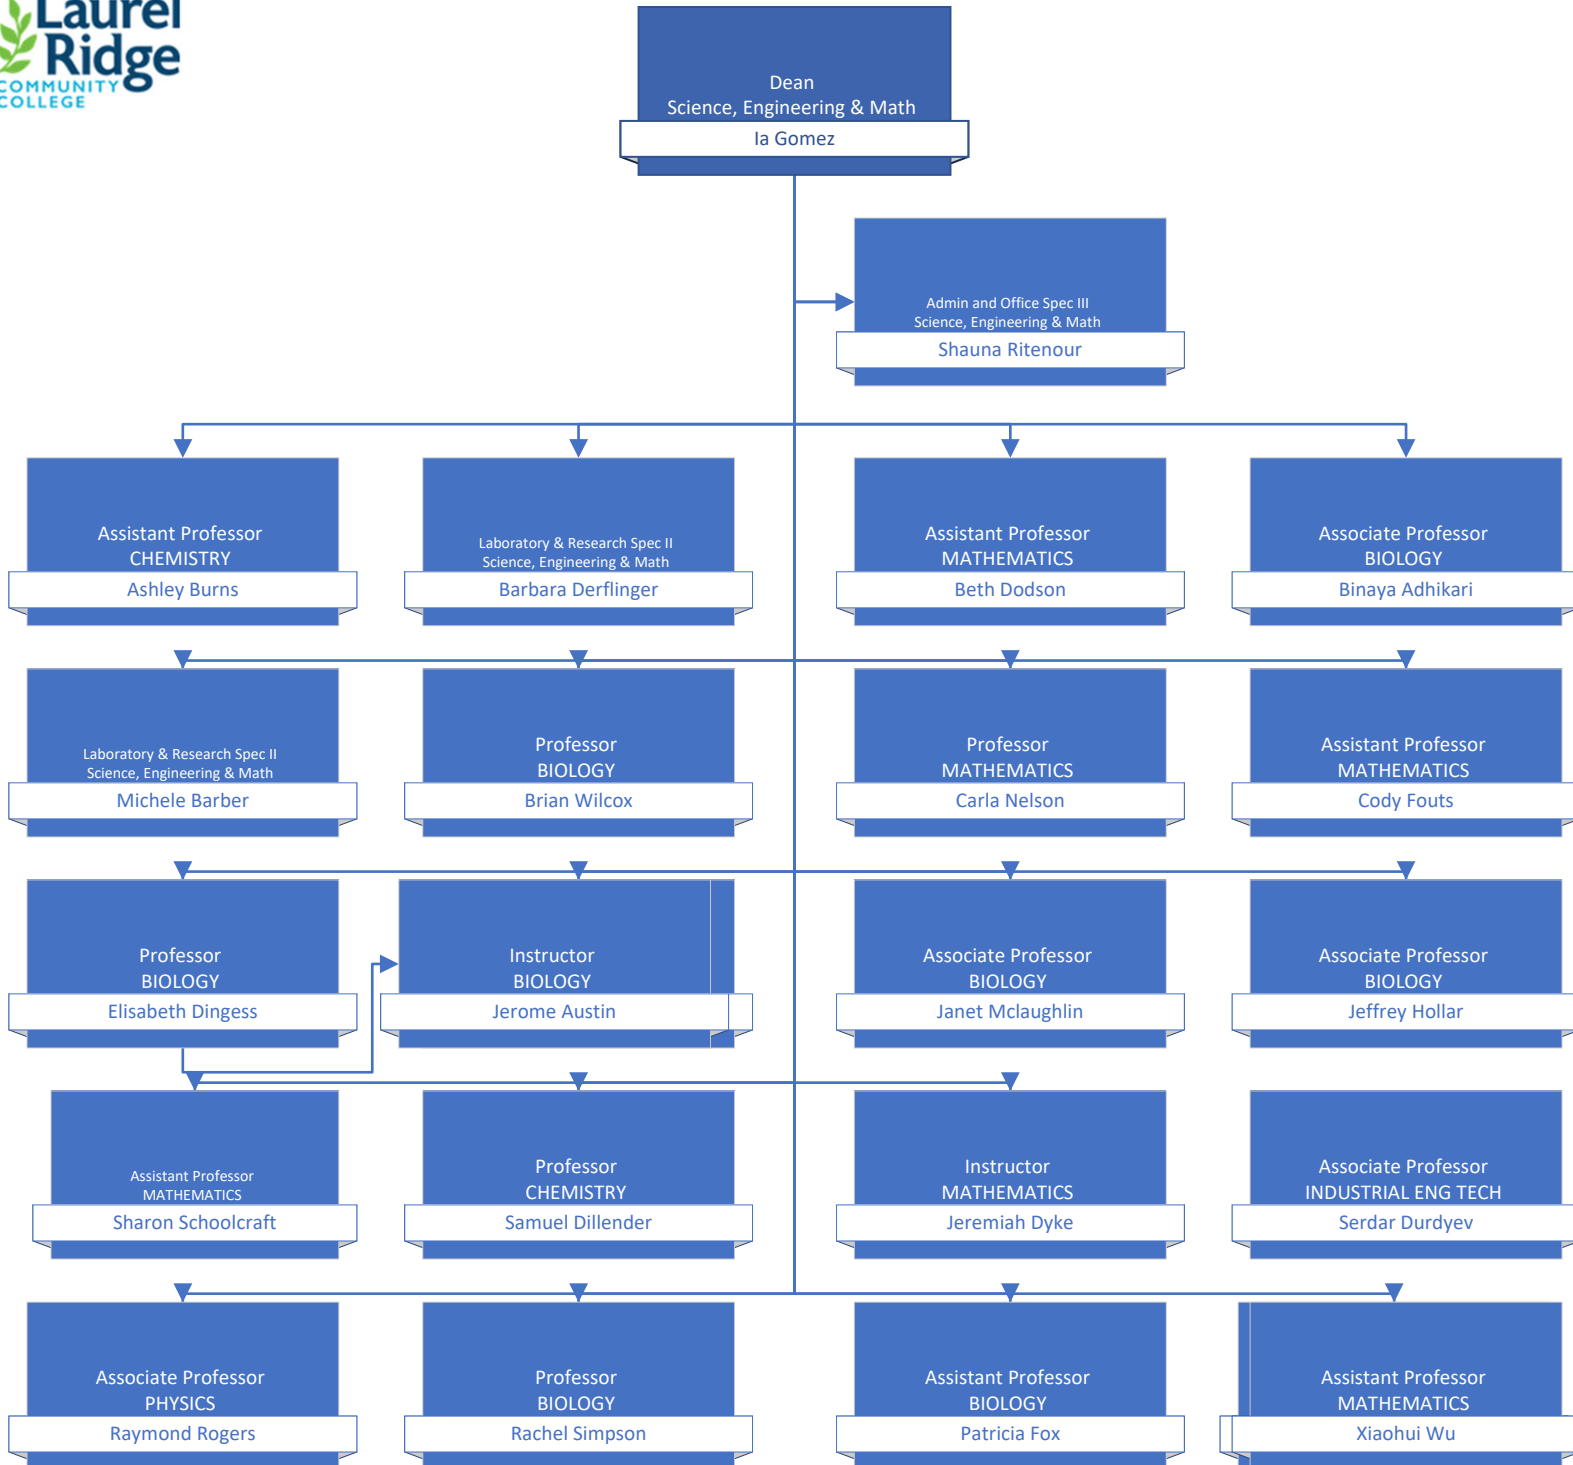 Laurel
Ridge
COMMUNITY
COLLEGE
Dean
Science, Engineering & Math
Ia Gomez
Admin and Office Spec III
Science, Engineering & Math
Shauna Ritenour
Assistant Professor
CHEMISTRY
Ashley Burns
Laboratory & Research Spec II
Science, Engineering & Math
Barbara Derflinger
Assistant Professor
MATHEMATICS
Beth Dodson
Associate Professor
BIOLOGY
Binaya Adhikari
Laboratory & Research Spec II
Science, Engineering & Math
Michele Barber
Professor
BIOLOGY
Brian Wilcox
Professor
MATHEMATICS
Carla Nelson
Assistant Professor
MATHEMATICS
Cody Fouts
Professor
BIOLOGY
Elisabeth Dingess
Instructor
BIOLOGY
Jerome Austin
Associate Professor
BIOLOGY
Janet Mclaughlin
Associate Professor
BIOLOGY
Jeffrey Hollar
Assistant Professor
MATHEMATICS
Sharon Schoolcraft
Professor
CHEMISTRY
Samuel Dillender
Instructor
MATHEMATICS
Jeremiah Dyke
Associate Professor
INDUSTRIAL ENG TECH
Serdar Durdyev
Associate Professor
PHYSICS
Raymond Rogers
Professor
BIOLOGY
Rachel Simpson
Assistant Professor
BIOLOGY
Patricia Fox
Assistant Professor
MATHEMATICS
Xiaohui Wu